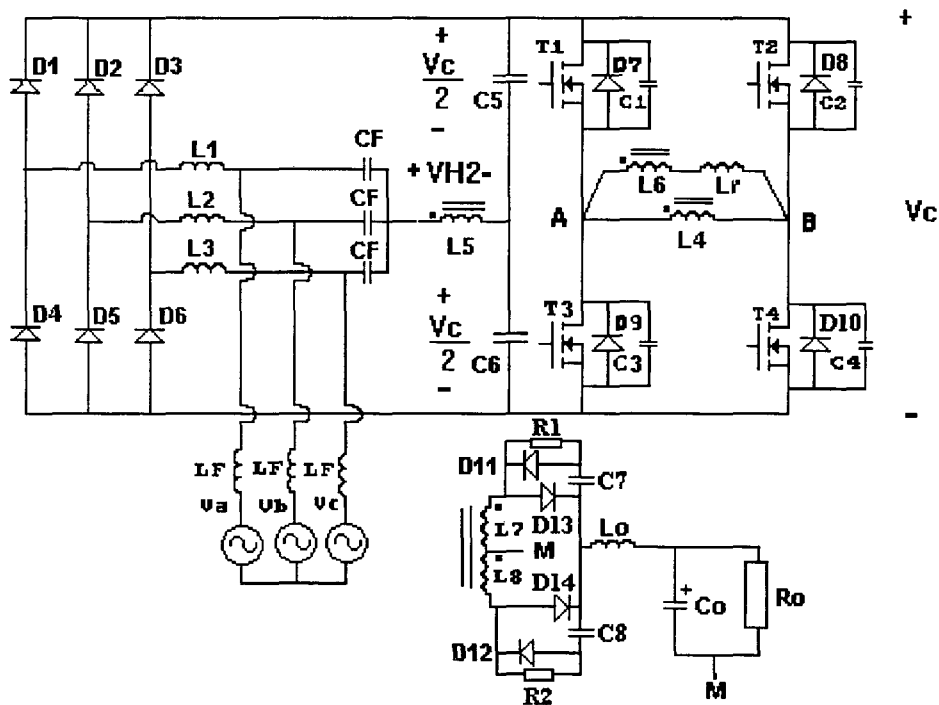 +
+
T1
T2
D1
D2
D3
Vc
2
C5
D7
C1
D8
C2
-
L1
CF
+VH2-
L6
Lr
L2
CF
A
B
Vc
L5
L4
L3
CF
+
T3
T4
D4
D5
D6
Vc
2
C6
D9
C3
D10
C4
-
-
R1
D11
C7
LF
LF
LF
Va
Vb
Vc
D13
L7
Lo
M
L8
D14
+
Co
Ro
C8
D12
R2
M